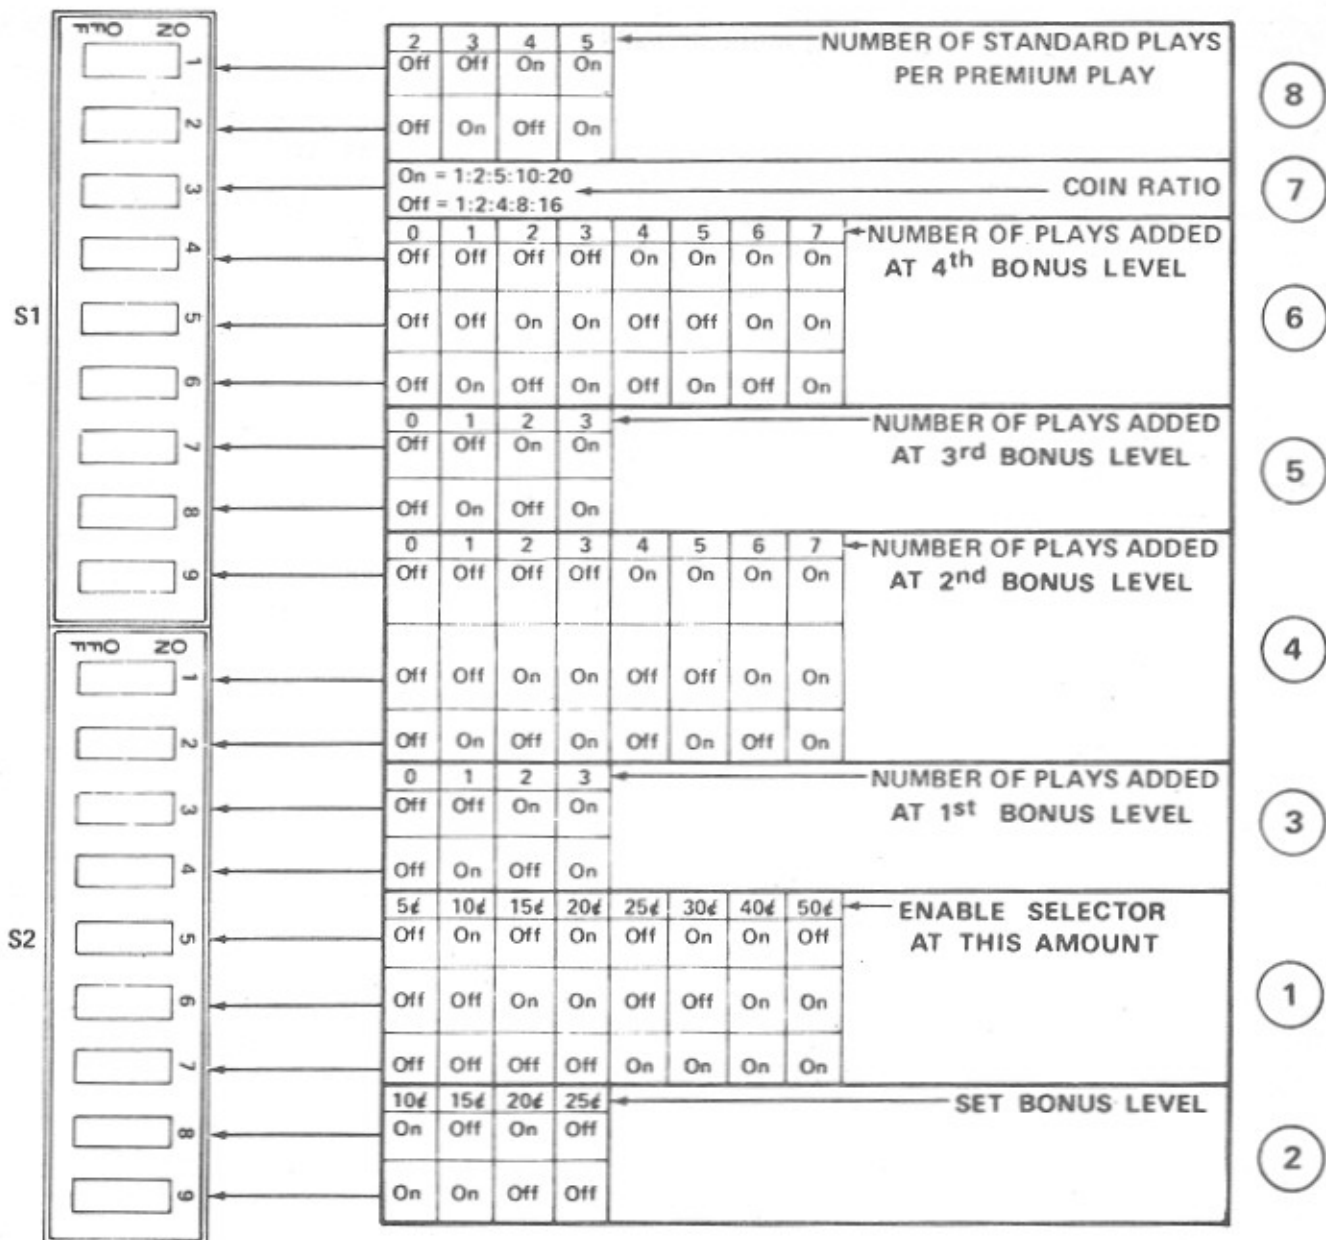 ON OFF
1
2
3
4
5
6
7
8
9
S1
ON OFF
1
2
3
4
5
6
7
8
9
S2
2 3 4 5 NUMBER OF STANDARD PLAYS
Off Off On On PER PREMIUM PLAY
Off On Off On
8
On = 1:2:5:10:20
Off = 1:2:4:8:16
COIN RATIO
7
0 1 2 3 4 5 6 7 NUMBER OF PLAYS ADDED
Off Off Off Off On On On On AT 4th BONUS LEVEL
Off Off On On Off Off On On
Off On Off On Off On Off On
6
0 1 2 3 NUMBER OF PLAYS ADDED
Off Off On On AT 3rd BONUS LEVEL
Off On Off On
5
0 1 2 3 4 5 6 7 NUMBER OF PLAYS ADDED
Off Off Off Off On On On On AT 2nd BONUS LEVEL
Off Off On On Off Off On On
Off On Off On Off On Off On
4
0 1 2 3 NUMBER OF PLAYS ADDED
Off Off On On AT 1st BONUS LEVEL
Off On Off On
3
5¢ 10¢ 15¢ 20¢ 25¢ 30¢ 40¢ 50¢ ENABLE SELECTOR
Off On Off On Off On On Off AT THIS AMOUNT
Off Off On On Off Off On On
Off Off Off Off On On On On
1
10¢ 15¢ 20¢ 25¢ SET BONUS LEVEL
On Off On Off
On On Off Off
2